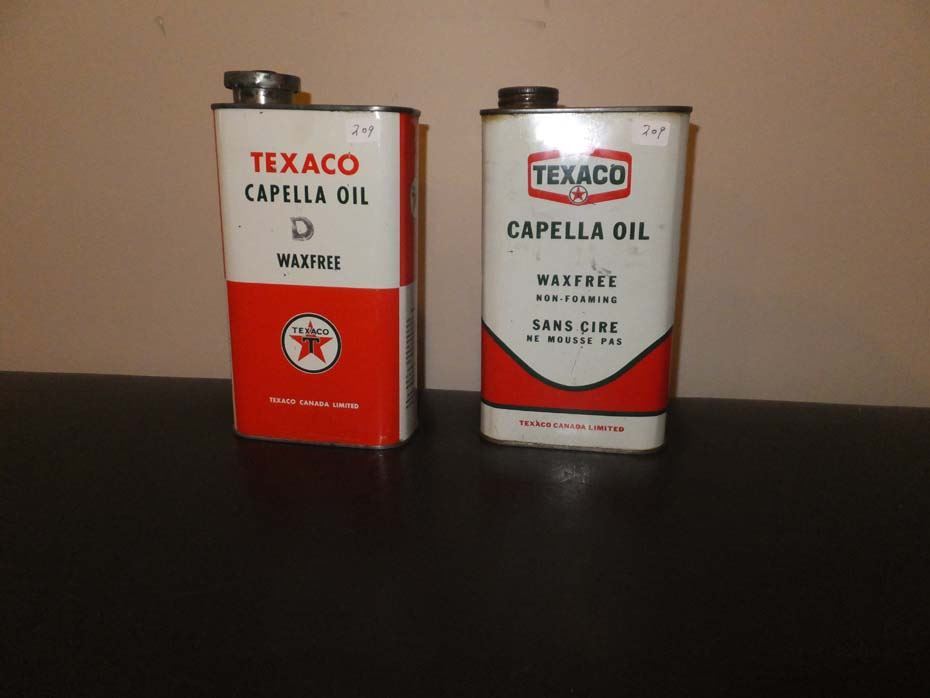 209
TEXACO
CAPELLA OIL
D
WAXFREE
TEXACO
T
TEXACO CANADA LIMITED
209
TEXACO
CAPELLA OIL
WAXFREE
NON-FOAMING
SANS CIRE
NE MOUSSE PAS
TEXACO CANADA LIMITED